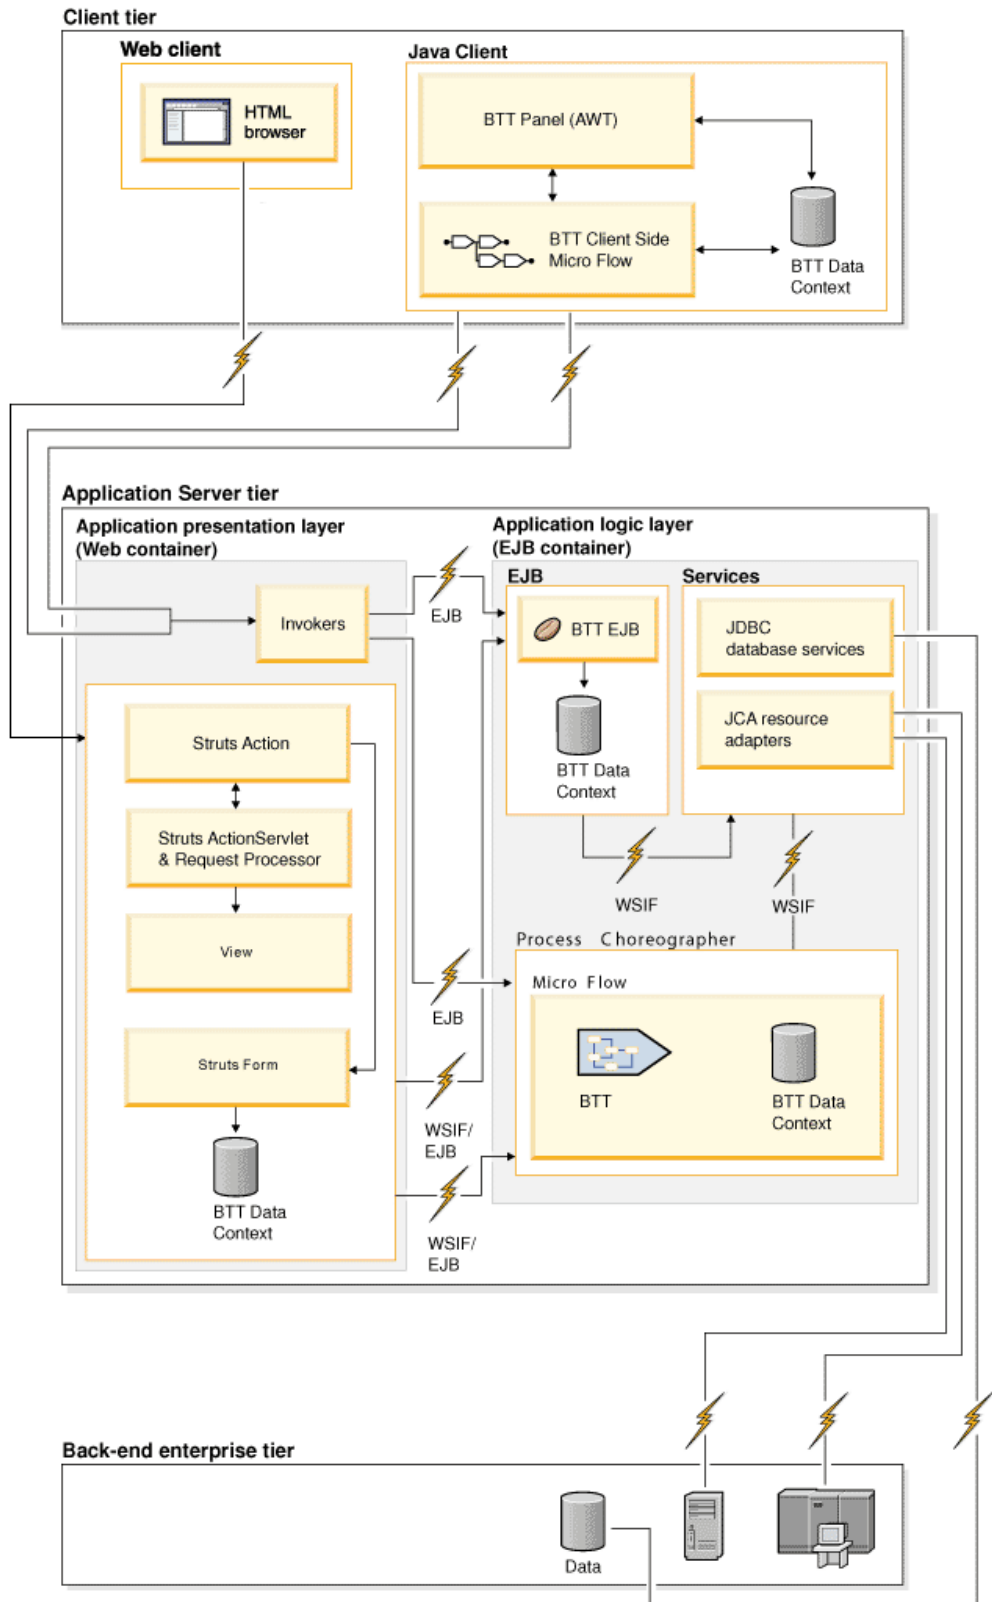 Client tier
Web client
Java Client
HTML
browser
BTT Panel (AWT)
BTT Client Side
Micro Flow
BTT Data
Context
Application Server tier
Application presentation layer
(Web container)
Application logic layer
(EJB container)
EJB
Services
Invokers
EJB
BTT EJB
JDBC
database services
Struts Action
JCA resource
adapters
BTT Data
Context
Struts ActionServlet
& Request Processor
WSIF
WSIF
View
Process Choreographer
Micro Flow
EJB
Struts Form
BTT
BTT Data
Context
WSIF/
EJB
BTT Data
Context
WSIF/
EJB
Back-end enterprise tier
Data